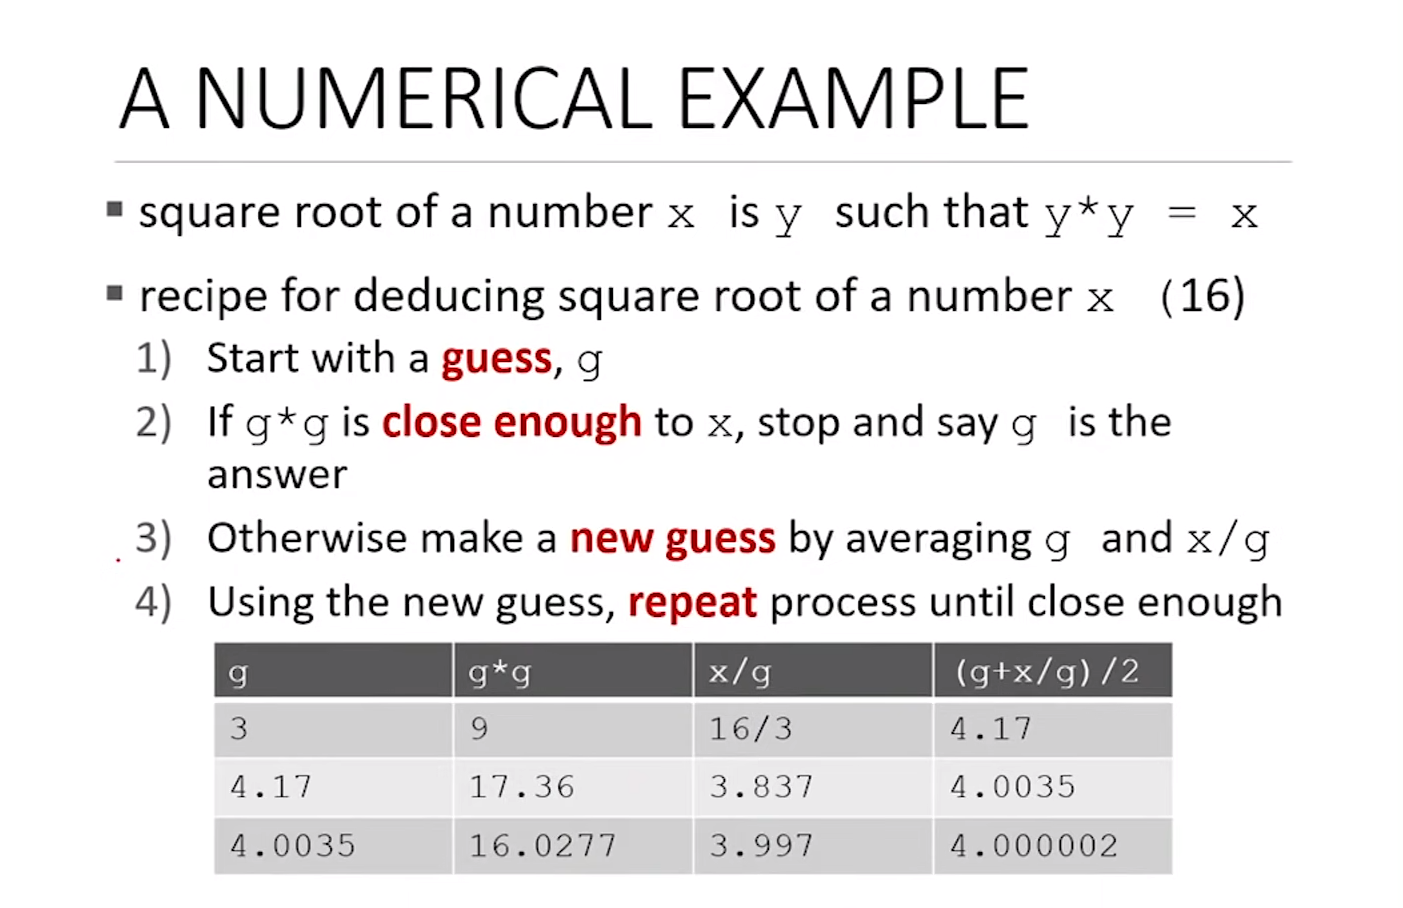 A NUMERICAL EXAMPLE
▪ square root of a number x is y such that y*y = x
▪ recipe for deducing square root of a number x (16)
1) Start with a guess, g
2) If g*g is close enough to x, stop and say g is the
answer
3) Otherwise make a new guess by averaging g and x/g
4) Using the new guess, repeat process until close enough
g g*g x/g (g+x/g)/2
3 9 16/3 4.17
4.17 17.36 3.837 4.0035
4.0035 16.0277 3.997 4.000002